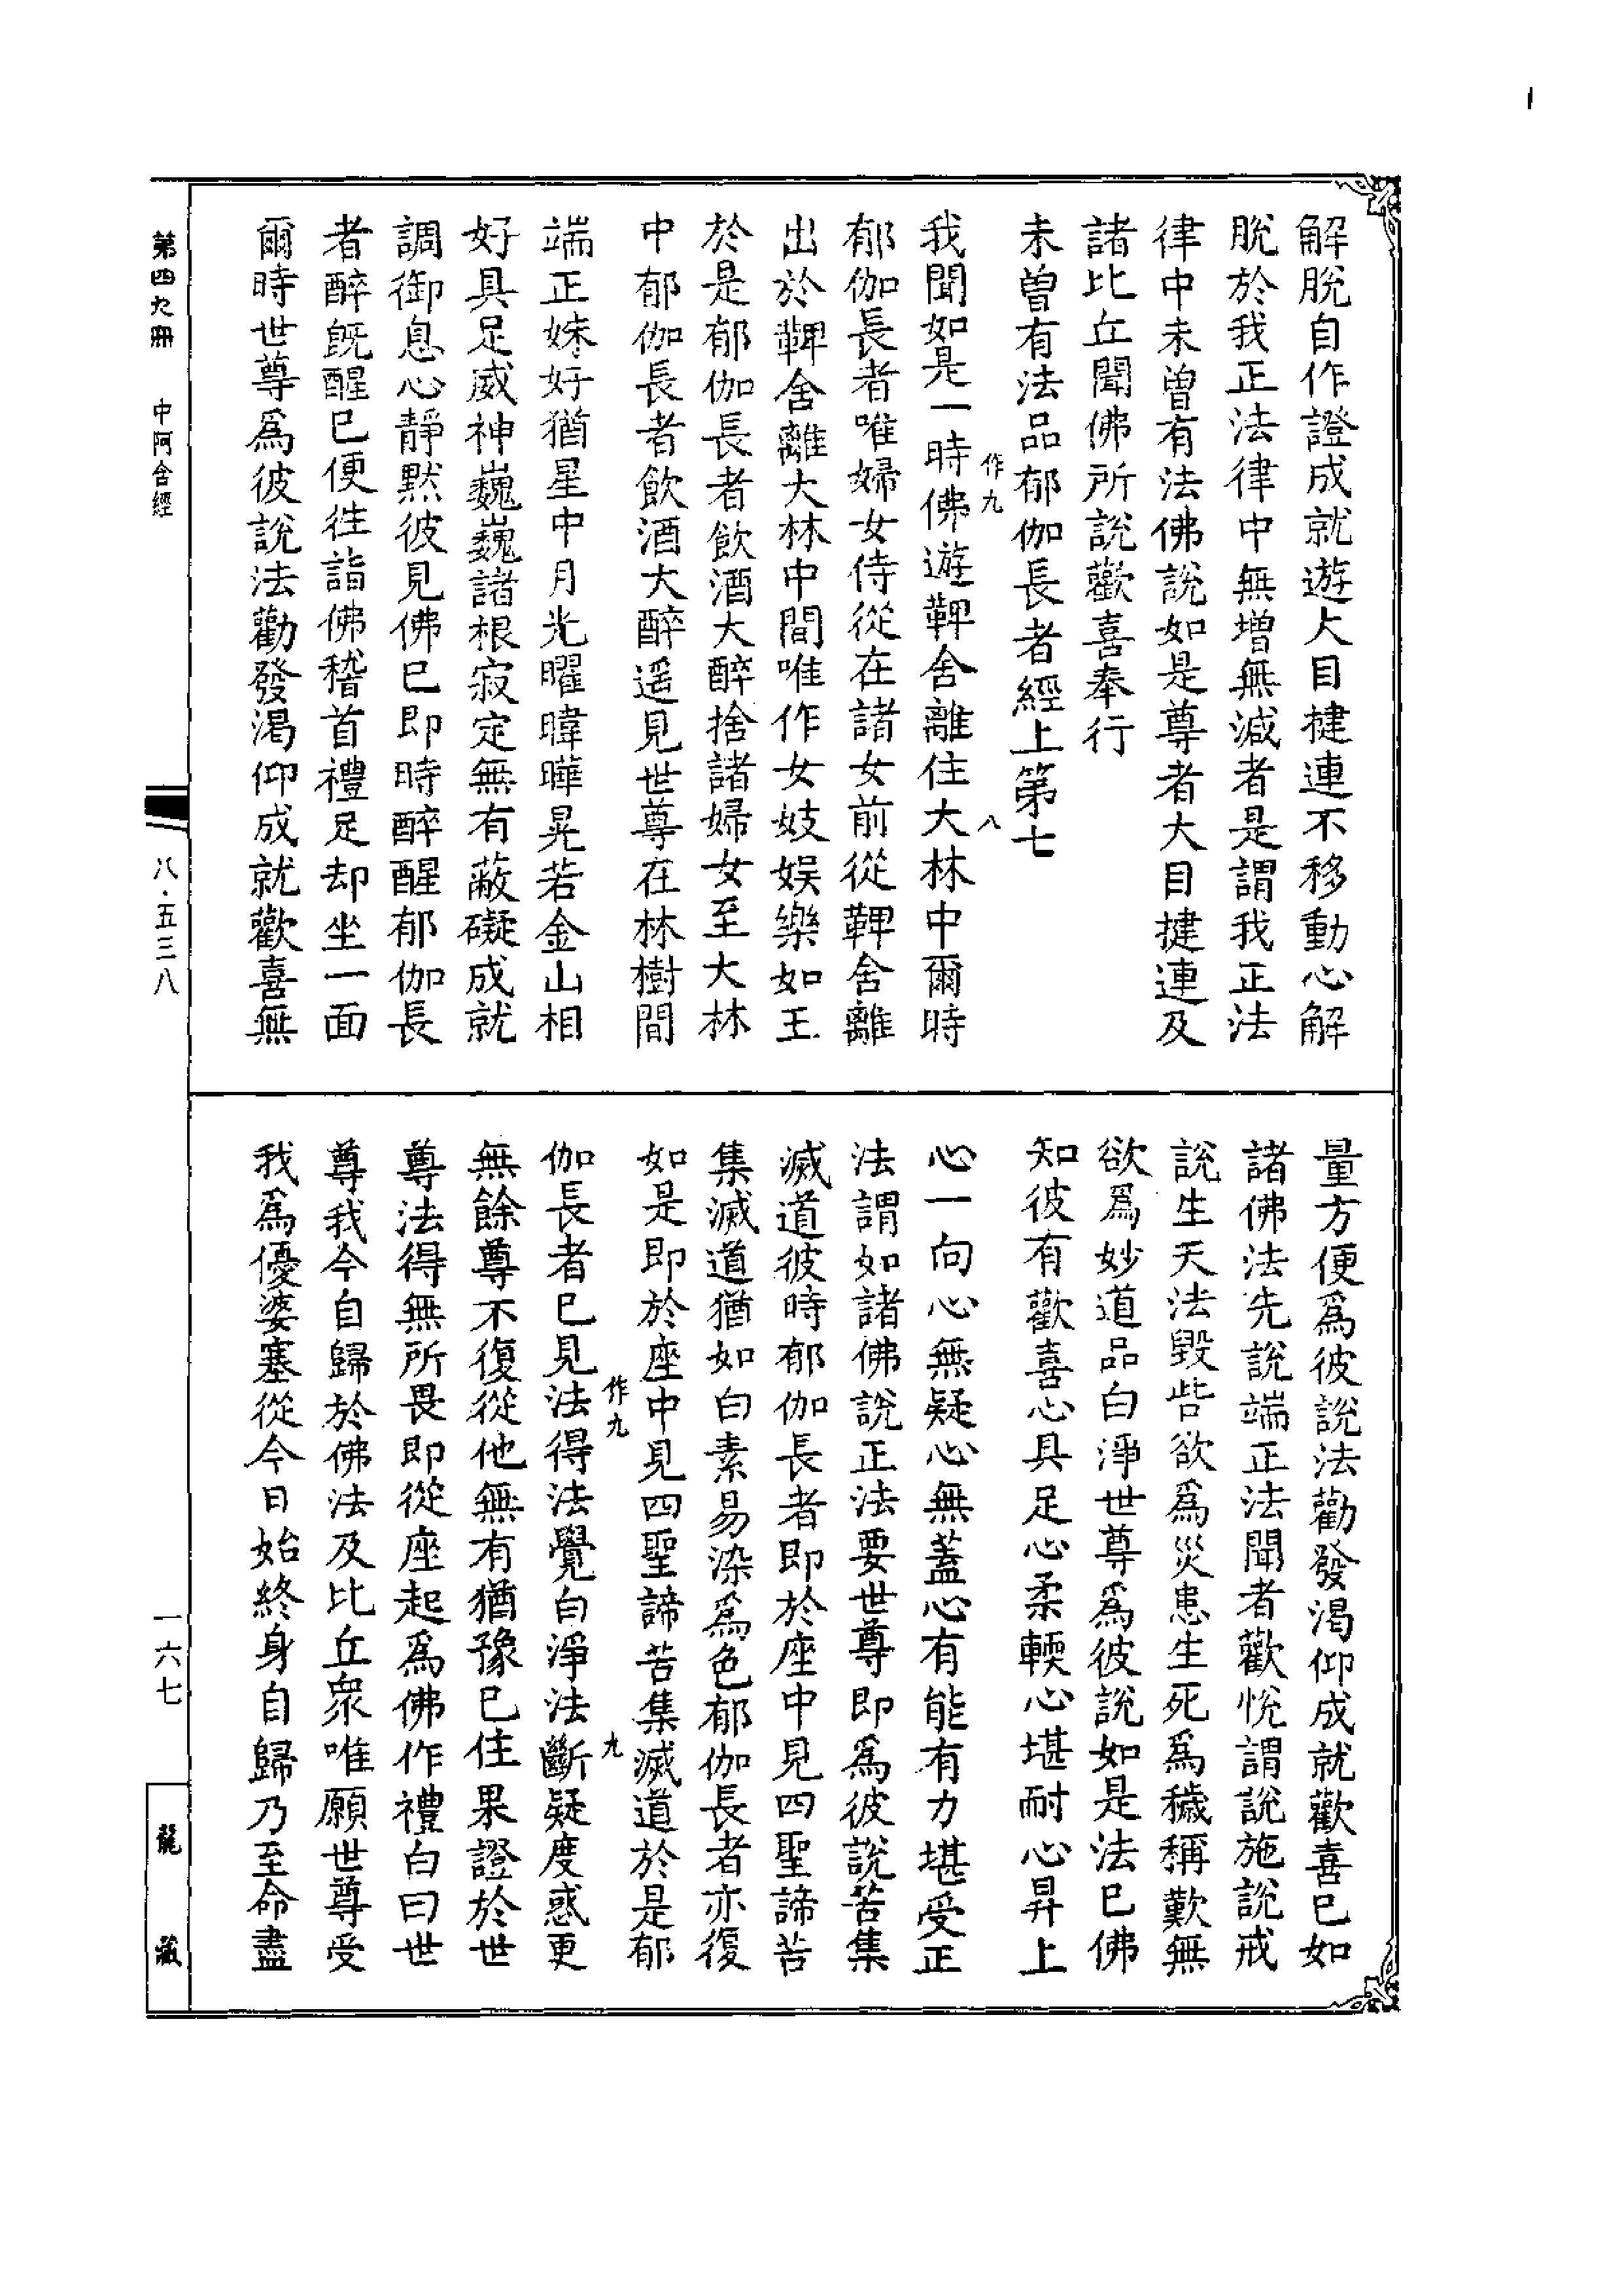 解脫自作證成就遊大目揵連不移動心解
脫於我正法律中無增無減者是謂我正法
律中未曾有法佛說如是尊者大目揵連及
諸比丘聞佛所說歡喜奉行
未曾有法品郁伽長者經上第七
作九
八
我聞如是一時佛遊鞞舍離住大林中爾時
郁伽長者唯婦女侍從在諸女前從鞞舍離
出於鞞舍離大林中間唯作女妓娛樂如王
於是郁伽長者飲酒大醉捨諸婦女至大林
中郁伽長者飲酒大醉遥見世尊在林樹間
端正姝好猶星中月光曜暐曄晃若金山相
好具足威神巍巍諸根寂定無有蔽礙成就
調御息心靜默彼見佛已即時醉醒郁伽長
者醉既醒已便往詣佛稽首禮足却坐一面
爾時世尊爲彼說法勸發渴仰成就歡喜無
量方便爲彼說法勸發渴仰成就歡喜已如
諸佛法先說端正法聞者歡悅謂說施說戒
說生天法毀呰欲爲災患生死爲穢稱歎無
欲爲妙道品白淨世尊爲彼說如是法已佛
知彼有歡喜心具足心柔輭心堪耐心昇上
心一向心無疑心無蓋心有能有力堪受正
法謂如諸佛說正法要世尊即爲彼說苦集
滅道彼時郁伽長者即於座中見四聖諦苦
集滅道猶如白素易染爲色郁伽長者亦復
如是即於座中見四聖諦苦集滅道於是郁
作九
九
伽長者已見法得法覺白淨法斷疑度惑更
無餘尊不復從他無有猶豫已住果證於世
尊法得無所畏即從座起爲佛作禮白曰世
尊我今自歸於佛法及比丘眾唯願世尊受
我爲優婆塞從今日始終身自歸乃至命盡
第四九冊
中阿含經
八·五三八
一六七
龍藏